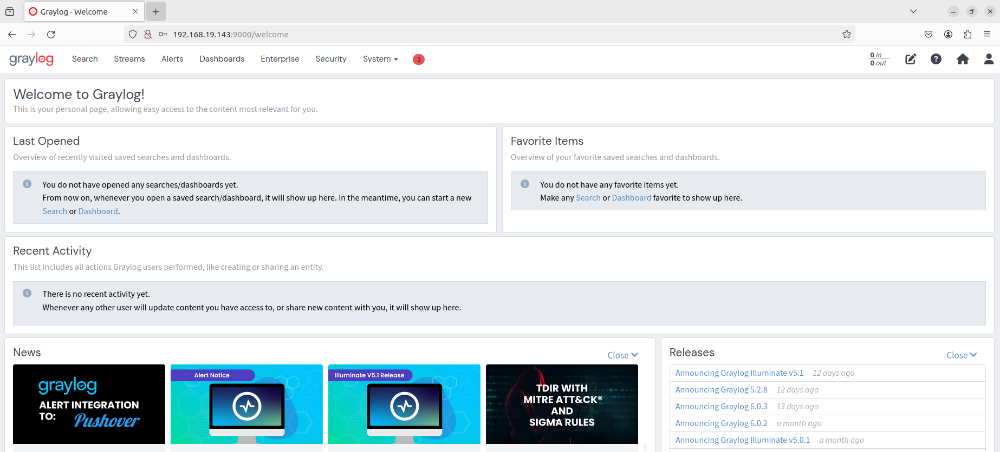 Graylog - Welcome
192.168.19.143:9000/welcome
graylog Search Streams Alerts Dashboards Enterprise Security System 2
0 in
0 out
Welcome to Graylog!
This is your personal page, allowing easy access to the content most relevant for you.
Last Opened
Overview of recently visited saved searches and dashboards.
You do not have opened any searches/dashboards yet.
From now on, whenever you open a saved search/dashboard, it will show up here. In the meantime, you can start a new
Search or Dashboard.
Favorite Items
Overview of your favorite saved searches and dashboards.
You do not have any favorite items yet.
Make any Search or Dashboard favorite to show up here.
Recent Activity
This list includes all actions Graylog users performed, like creating or sharing an entity.
There is no recent activity yet.
Whenever any other user will update content you have access to, or share new content with you, it will show up here.
News
Close
graylog
ALERT INTEGRATION
TO: Pushover
Alert Notice
Illuminate V5.1 Release
TDIR WITH
MITRE ATT&CK®
AND
SIGMA RULES
Releases
Close
Announcing Graylog Illuminate v5.1 12 days ago
Announcing Graylog 5.2.8 12 days ago
Announcing Graylog 6.0.3 13 days ago
Announcing Graylog 6.0.2 a month ago
Announcing Graylog Illuminate v5.0.1 a month ago